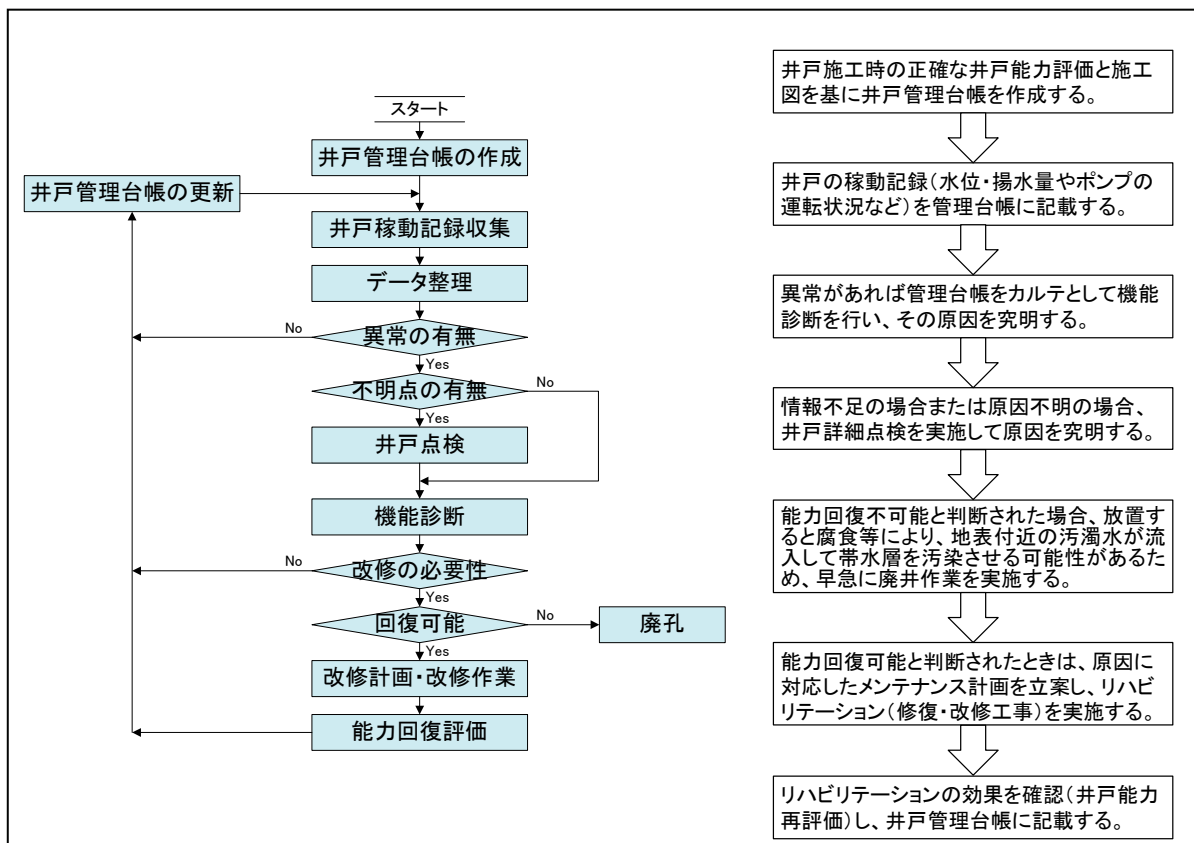 スタート
井戸管理台帳の作成
井戸管理台帳の更新
井戸稼動記録収集
データ整理
No
異常の有無
Yes
不明点の有無
No
Yes
井戸点検
機能診断
No
改修の必要性
Yes
回復可能
No
廃孔
Yes
改修計画・改修作業
能力回復評価
井戸施工時の正確な井戸能力評価と施工
図を基に井戸管理台帳を作成する。
井戸の稼動記録（水位・揚水量やポンプの
運転状況など）を管理台帳に記載する。
異常があれば管理台帳をカルテとして機能
診断を行い、その原因を究明する。
情報不足の場合または原因不明の場合、
井戸詳細点検を実施して原因を究明する。
能力回復不可能と判断された場合、放置す
ると腐食等により、地表付近の汚濁水が流
入して帯水層を汚染させる可能性があるた
め、早急に廃井作業を実施する。
能力回復可能と判断されたときは、原因に
対応したメンテナンス計画を立案し、リハビ
リテーション（修復・改修工事）を実施する。
リハビリテーションの効果を確認（井戸能力
再評価）し、井戸管理台帳に記載する。